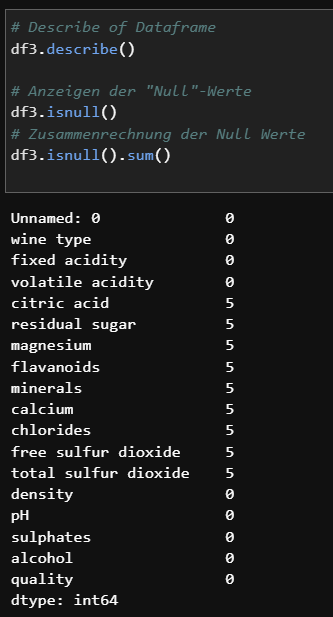 # Describe of Dataframe
df3.describe()
# Anzeigen der "Null"-Werte
df3.isnull()
# Zusammenrechnung der Null Werte
df3.isnull().sum()
Unnamed: 0 0
wine type 0
fixed acidity 0
volatile acidity 0
citric acid 5
residual sugar 5
magnesium 5
flavanoids 5
minerals 5
calcium 5
chlorides 5
free sulfur dioxide 5
total sulfur dioxide 5
density 0
pH 0
sulphates 0
alcohol 0
quality 0
dtype: int64